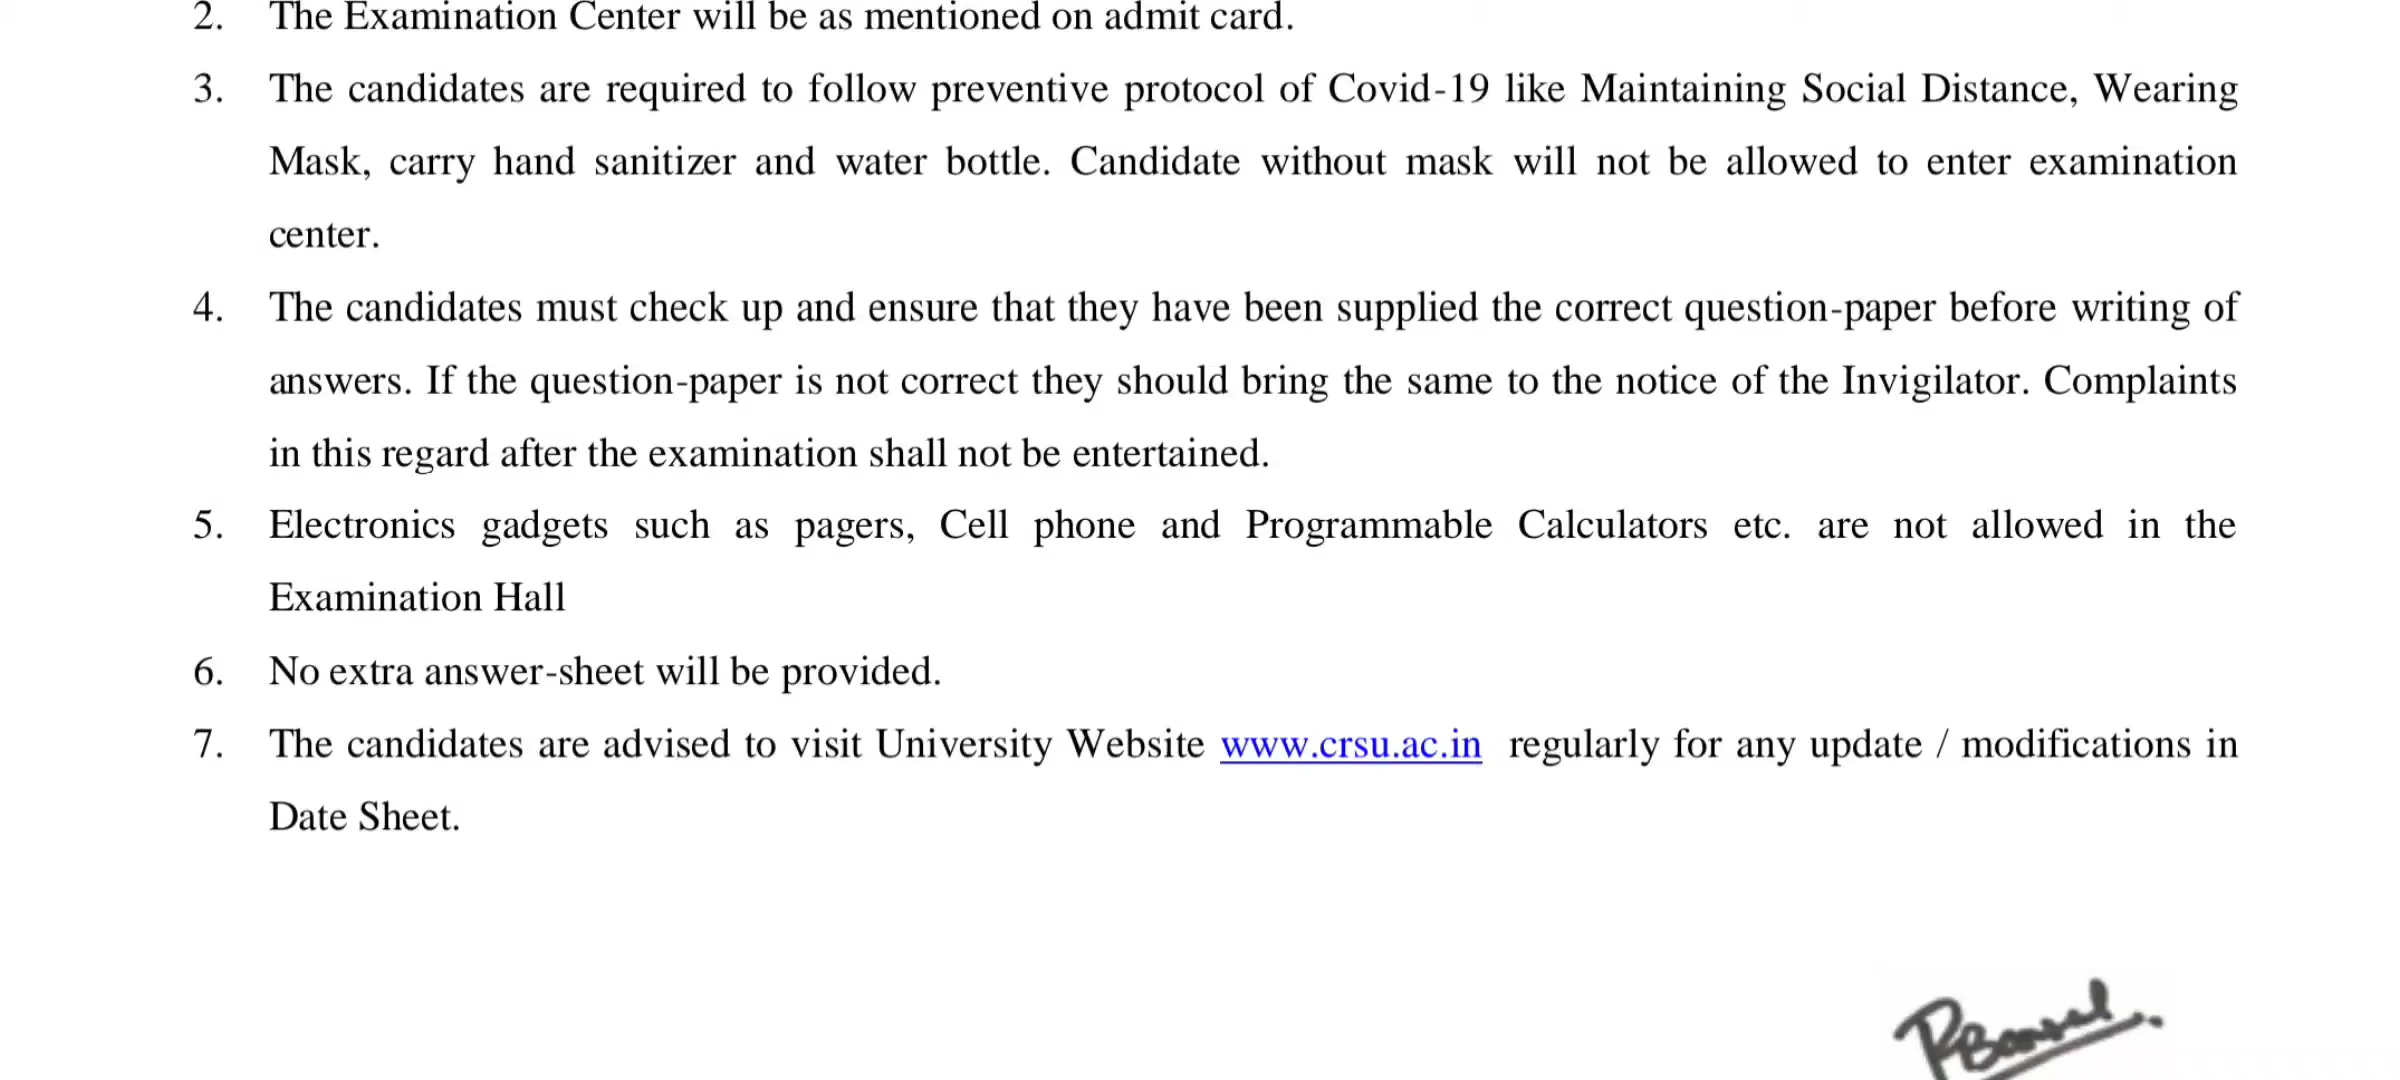 2. The Examination Center will be as mentioned on admit card.
3. The candidates are required to follow preventive protocol of Covid-19 like Maintaining Social Distance, Wearing
Mask, carry hand sanitizer and water bottle. Candidate without mask will not be allowed to enter examination
center.
4. The candidates must check up and ensure that they have been supplied the correct question-paper before writing of
answers. If the question-paper is not correct they should bring the same to the notice of the Invigilator. Complaints
in this regard after the examination shall not be entertained.
5. Electronics gadgets such as pagers, Cell phone and Programmable Calculators etc. are not allowed in the
Examination Hall
6. No extra answer-sheet will be provided.
7. The candidates are advised to visit University Website www.crsu.ac.in regularly for any update / modifications in
Date Sheet.